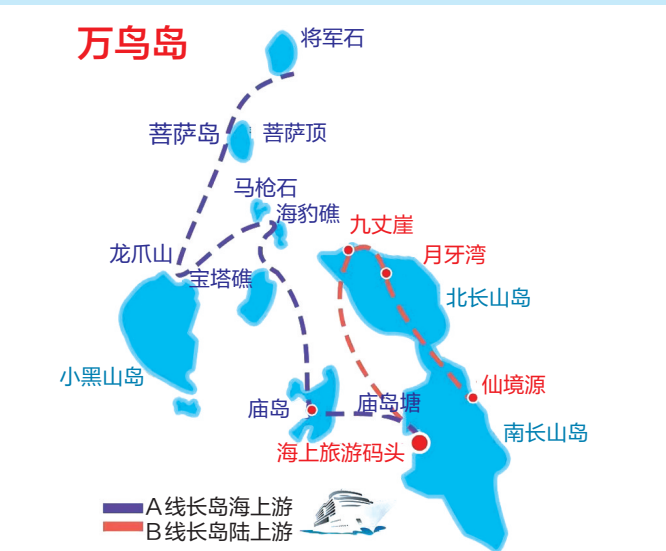 万鸟岛
将军石
菩萨岛
菩萨顶
马枪石
海豹礁
九丈崖
龙爪山
月牙湾
宝塔礁
北长山岛
小黑山岛
仙境源
庙岛
庙岛塘
南长山岛
海上旅游码头
A线长岛海上游
B线长岛陆上游